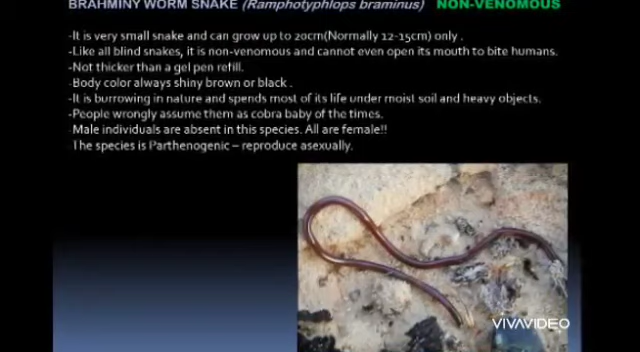 BRAHMINY WORM SNAKE (Ramphotyphlops braminus) NON-VENOMOUS
-It is very small snake and can grow up to 20cm(Normally 12-15cm) only .
-Like all blind snakes, it is non-venomous and cannot even open its mouth to bite humans.
-Not thicker than a gel pen refill.
-Body color always shiny brown or black .
-It is burrowing in nature and spends most of its life under moist soil and heavy objects.
-People wrongly assume them as cobra baby of the times.
Male individuals are absent in this species. All are female!!
The species is Parthenogenic – reproduce asexually.
VIVAVIDEO